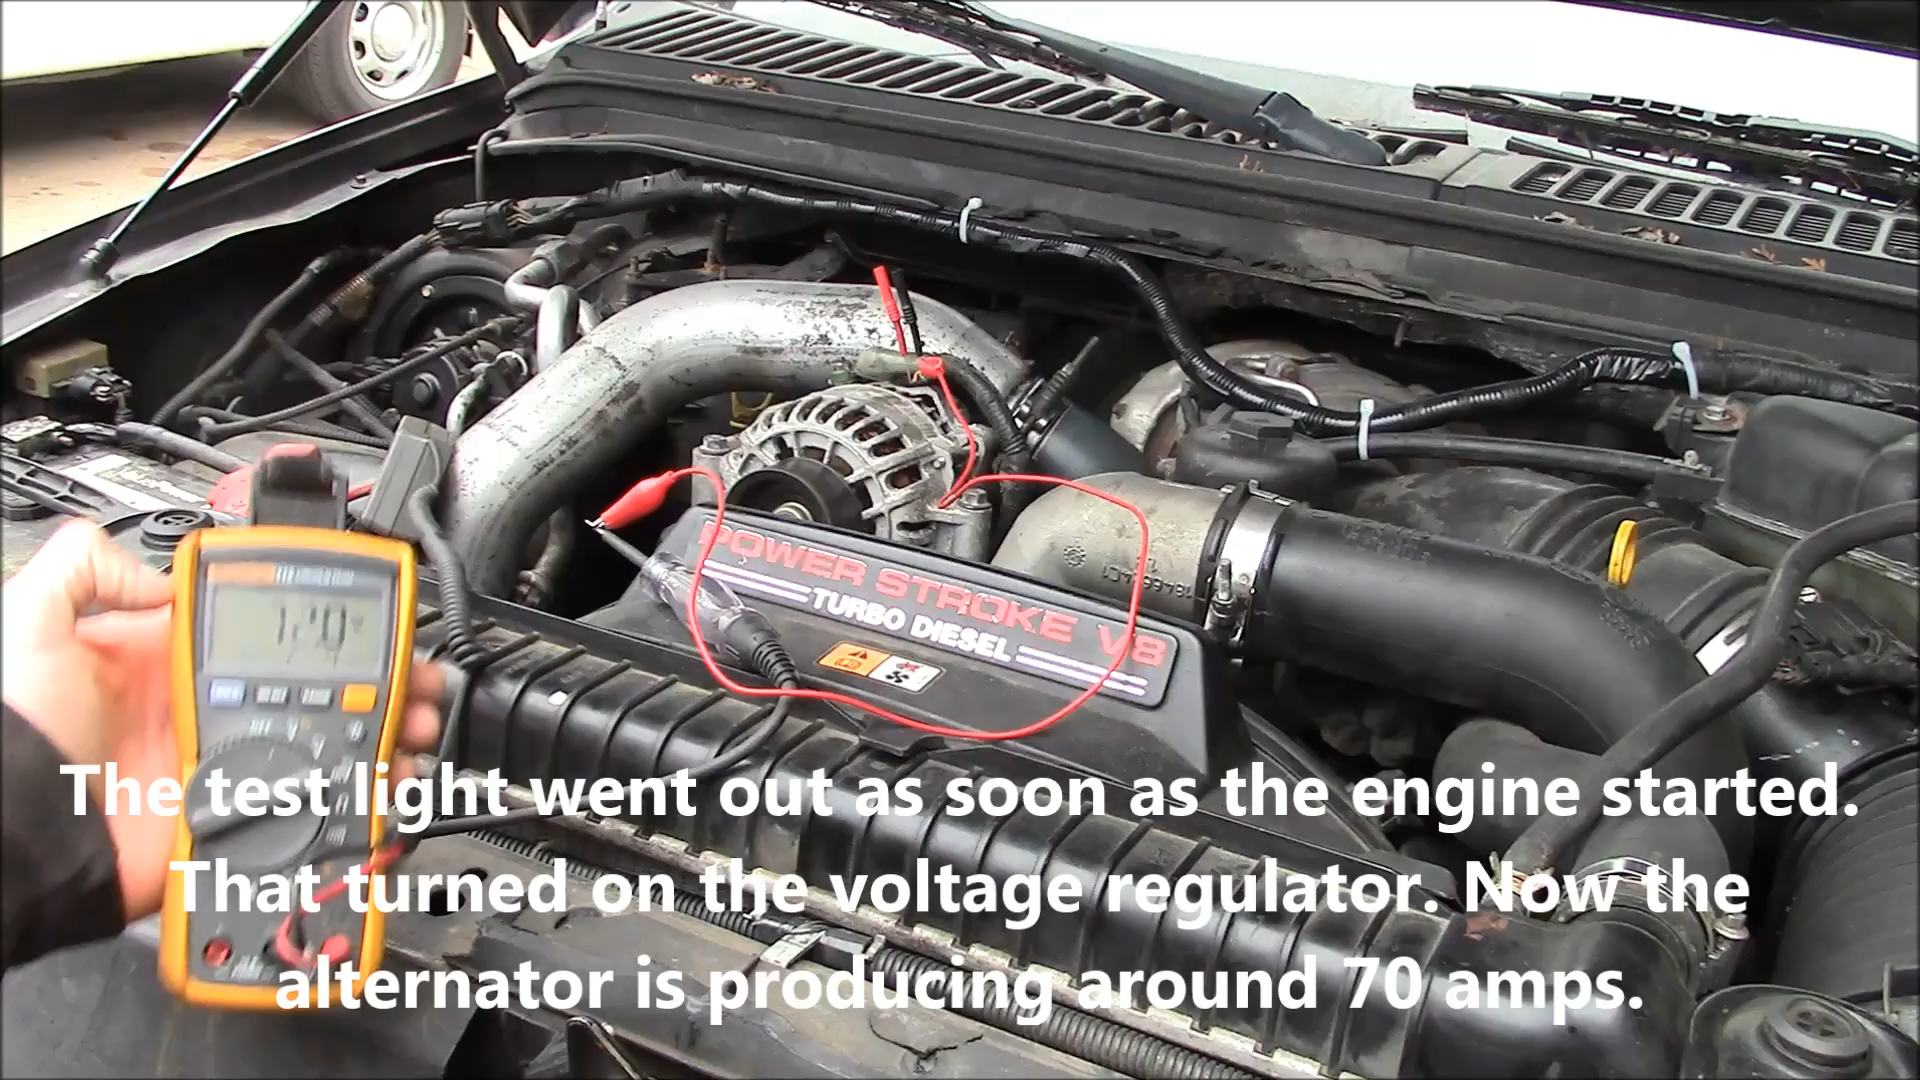 POWER STROKE V8
TURBO DIESEL
The test light went out as soon as the engine started.
That turned on the voltage regulator. Now the
alternator is producing around 70 amps.